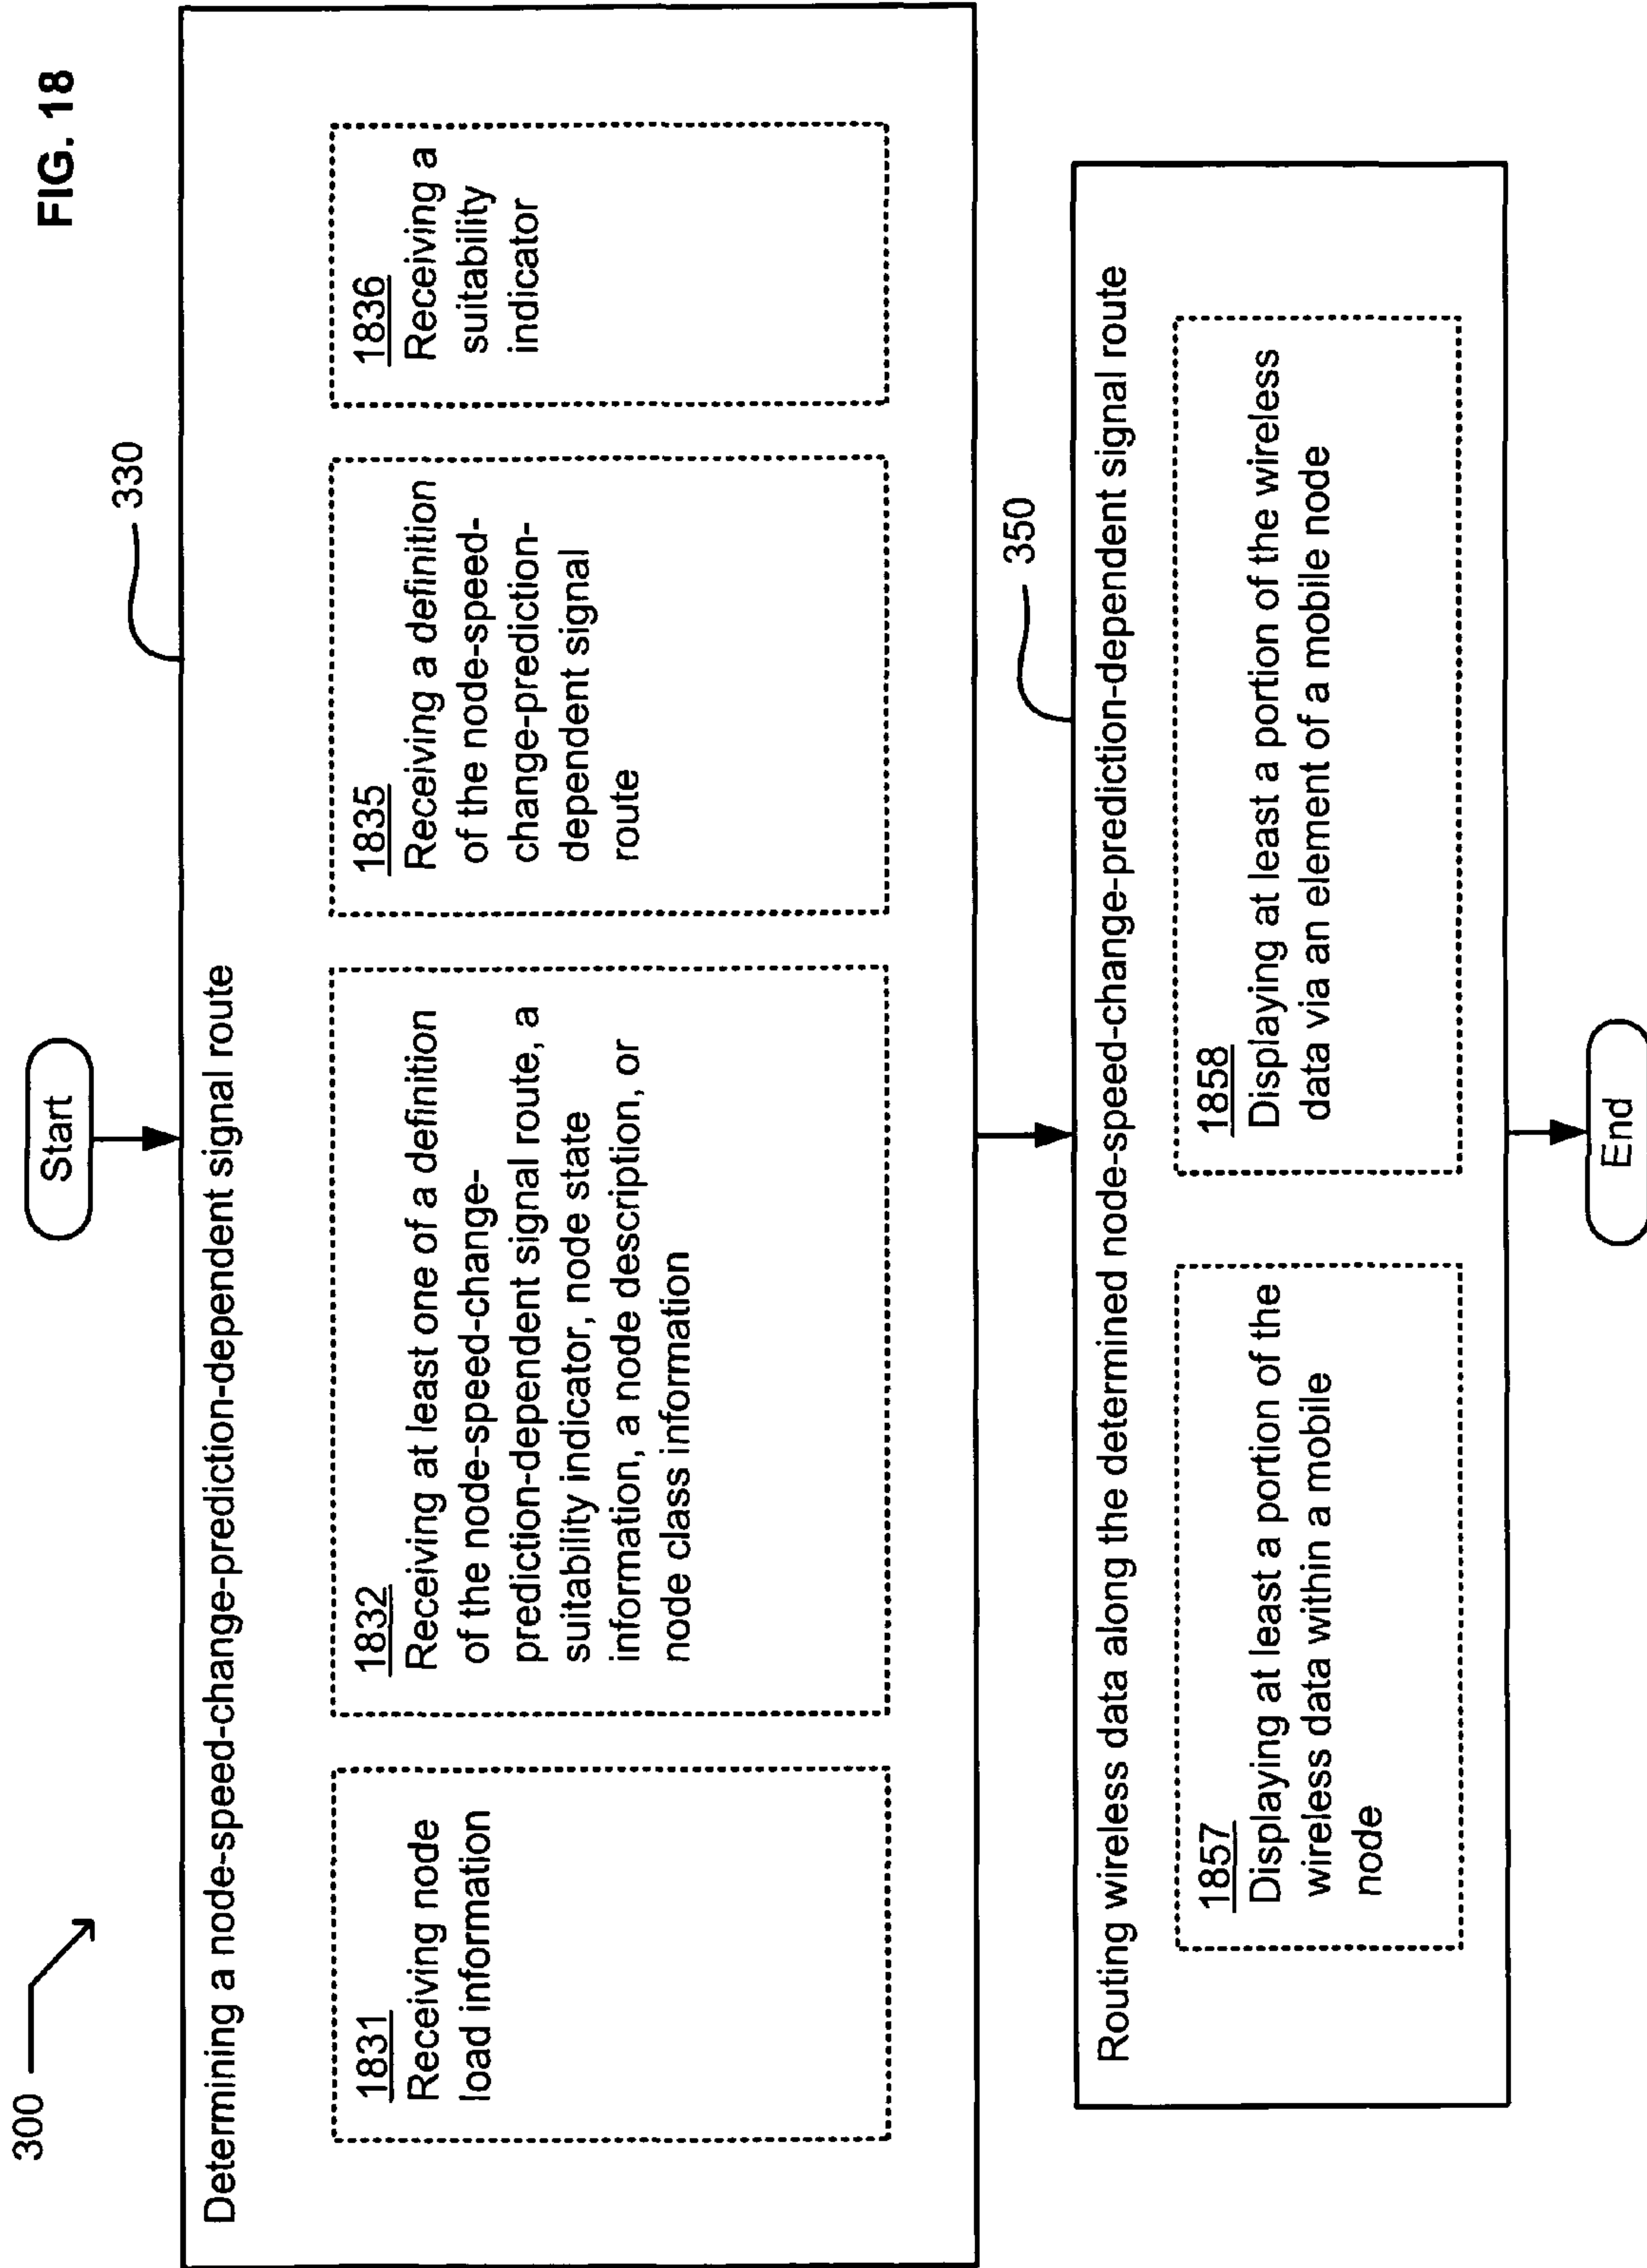 300
FIG. 18
Start
330
Determining a node-speed-change-prediction-dependent signal route
1831
Receiving node
load information
1832
Receiving at least one of a definition
of the node-speed-change-
prediction-dependent signal route, a
suitability indicator, node state
information, a node description, or
node class information
1835
Receiving a definition
of the node-speed-
change-prediction-
dependent signal
route
1836
Receiving a
suitability
indicator
350
Routing wireless data along the determined node-speed-change-prediction-dependent signal route
1857
Displaying at least a portion of the
wireless data within a mobile
node
1858
Displaying at least a portion of the wireless
data via an element of a mobile node
End